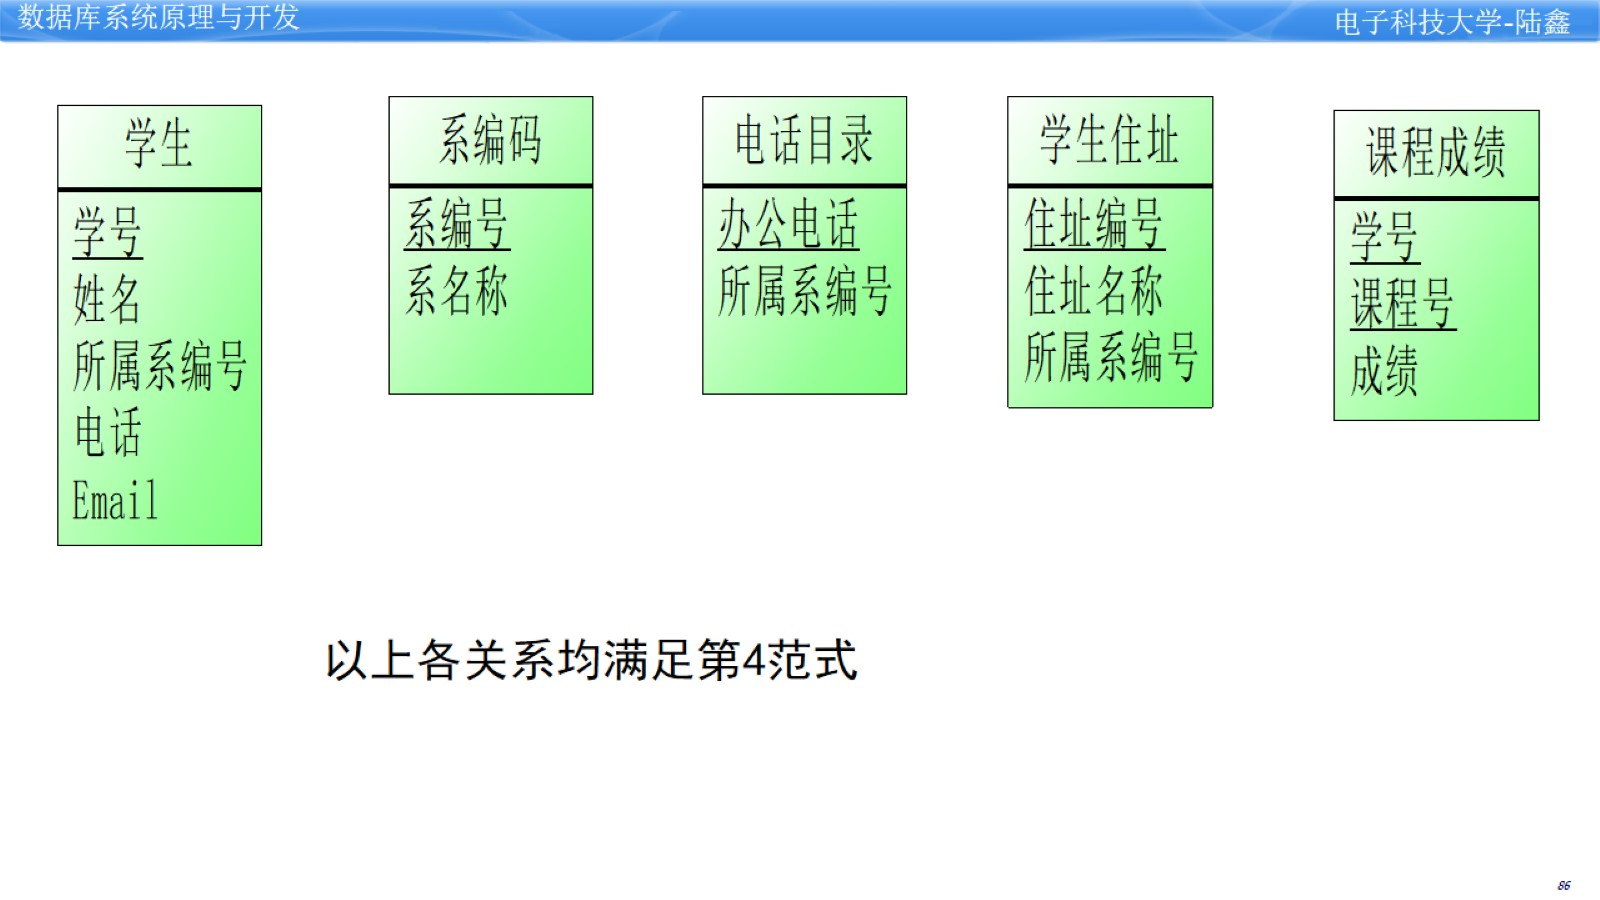 数据库系统原理与开发
电子科技大学-陆鑫
学生
学号
姓名
所属系编号
电话
Email
系编码
系编号
系名称
电话目录
办公电话
所属系编号
学生住址
住址编号
住址名称
所属系编号
课程成绩
学号
课程号
成绩
以上各关系均满足第4范式
86